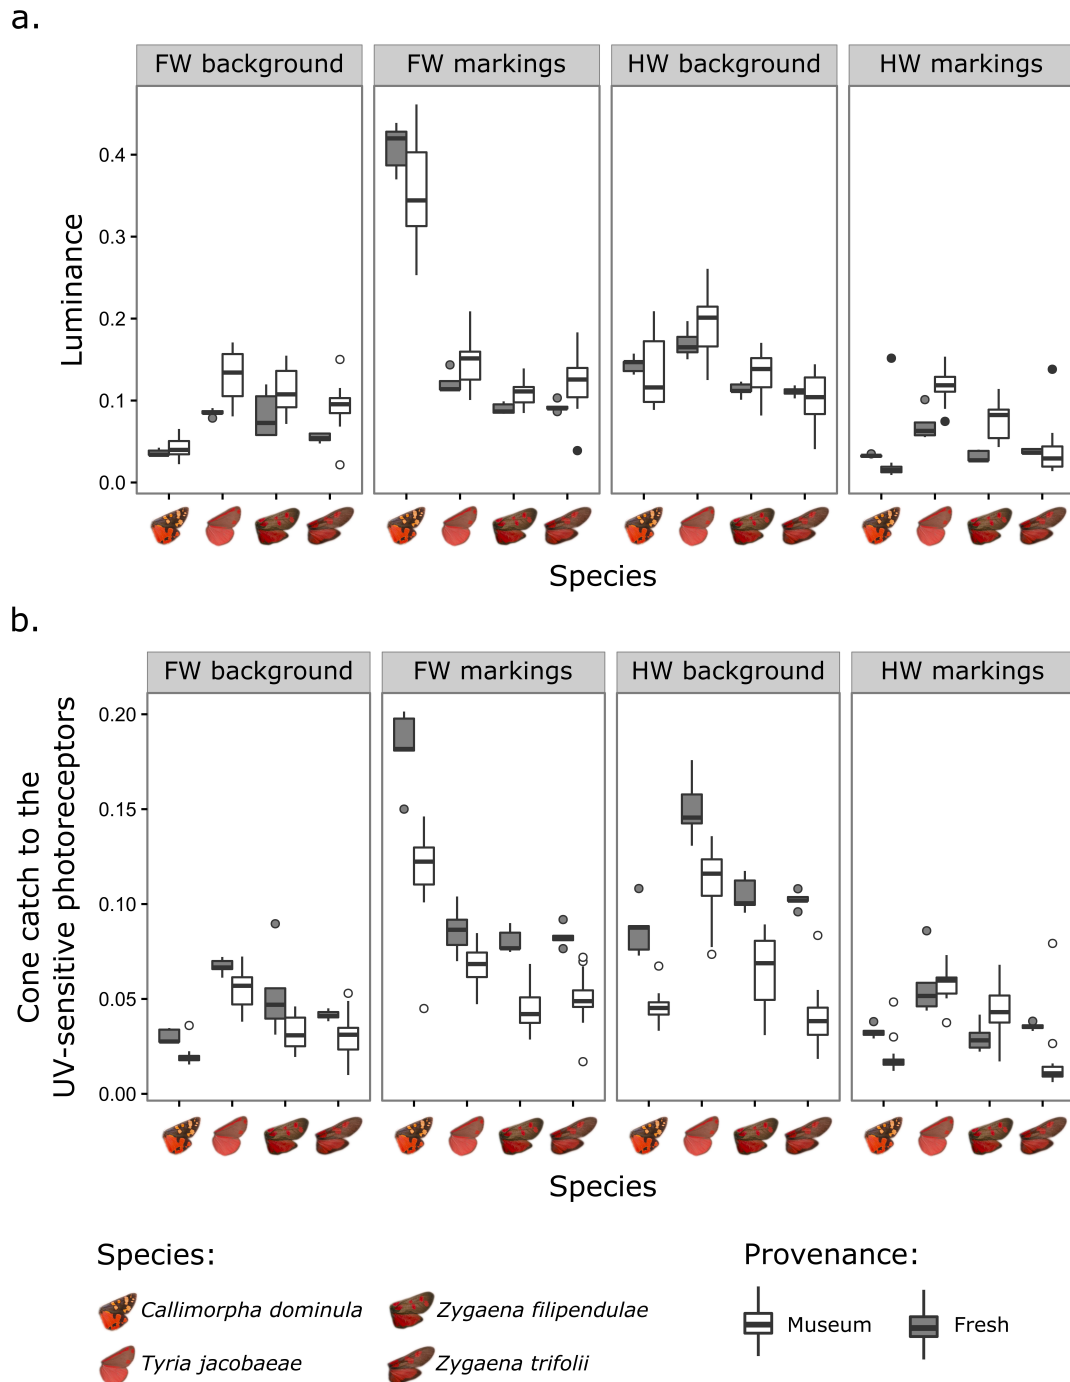 a.
FW background
FW markings
HW background
HW markings
Luminance
0.4
0.3
0.2
0.1
0.0
Species
b.
FW background
FW markings
HW background
HW markings
Cone catch to the
UV-sensitive photoreceptors
0.20
0.15
0.10
0.05
0.00
Species
Species:
Callimorpha dominula
Zygaena filipendulae
Tyria jacobaeae
Zygaena trifolii
Provenance:
Museum
Fresh